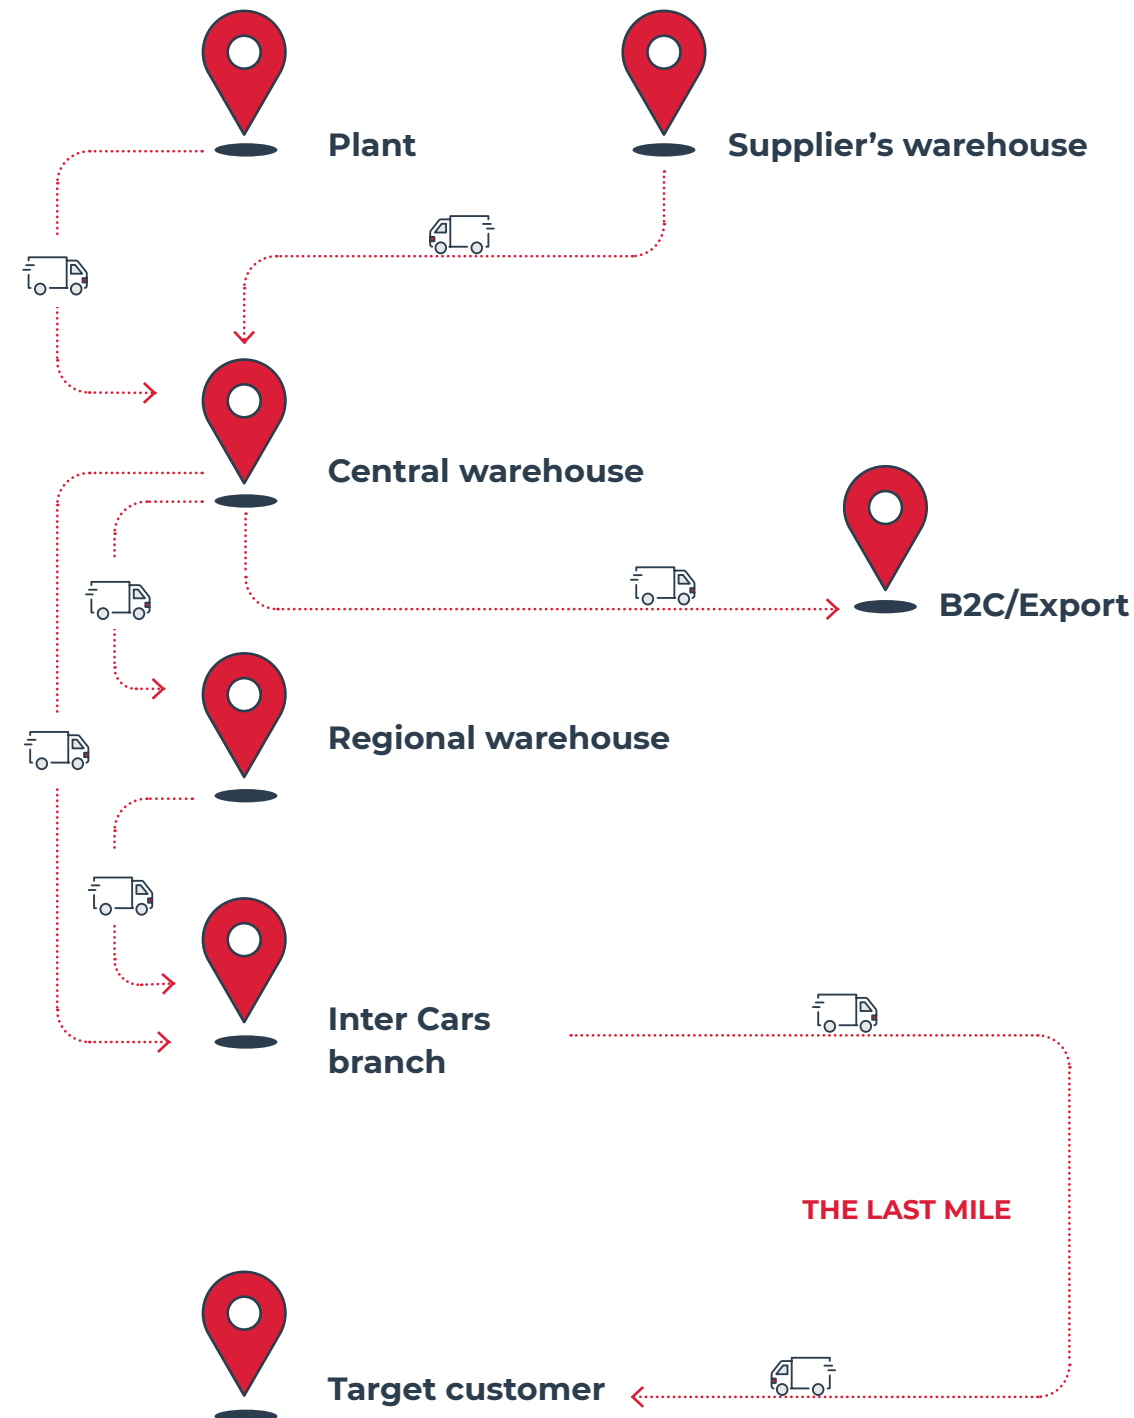 Plant
Supplier’s warehouse
Central warehouse
B2C/Export
Regional warehouse
Inter Cars
branch
THE LAST MILE
Target customer